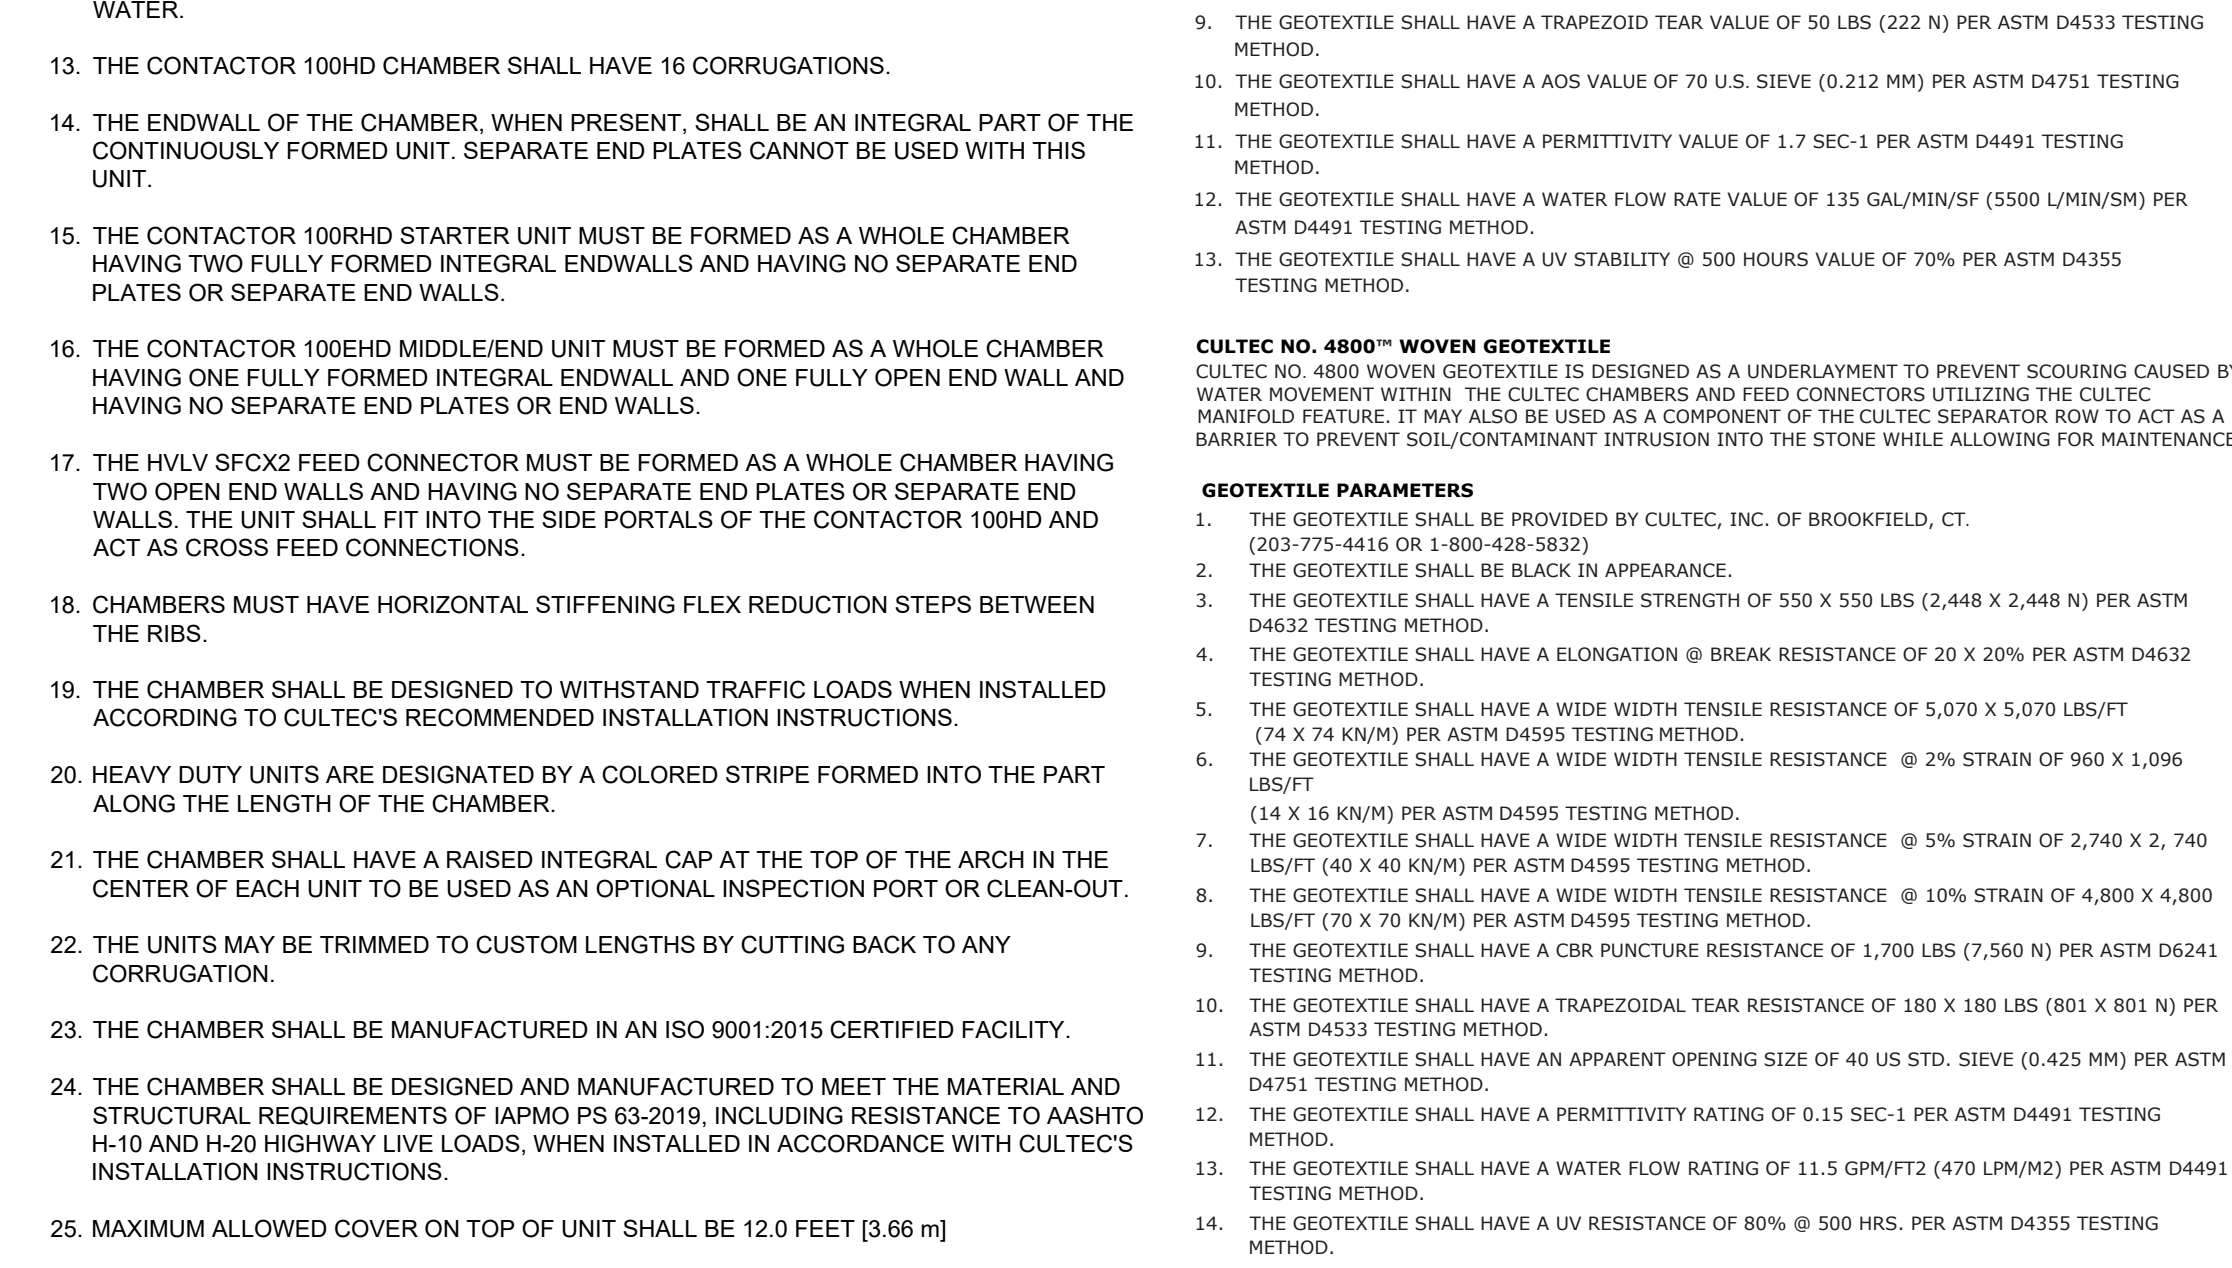 WATER.
13. THE CONTACTOR 100HD CHAMBER SHALL HAVE 16 CORRUGATIONS.
14. THE ENDWALL OF THE CHAMBER, WHEN PRESENT, SHALL BE AN INTEGRAL PART OF THE
CONTINUOUSLY FORMED UNIT. SEPARATE END PLATES CANNOT BE USED WITH THIS
UNIT.
15. THE CONTACTOR 100RHD STARTER UNIT MUST BE FORMED AS A WHOLE CHAMBER
HAVING TWO FULLY FORMED INTEGRAL ENDWALLS AND HAVING NO SEPARATE END
PLATES OR SEPARATE END WALLS.
16. THE CONTACTOR 100EHD MIDDLE/END UNIT MUST BE FORMED AS A WHOLE CHAMBER
HAVING ONE FULLY FORMED INTEGRAL ENDWALL AND ONE FULLY OPEN END WALL AND
HAVING NO SEPARATE END PLATES OR END WALLS.
17. THE HVLV SFCX2 FEED CONNECTOR MUST BE FORMED AS A WHOLE CHAMBER HAVING
TWO OPEN END WALLS AND HAVING NO SEPARATE END PLATES OR SEPARATE END
WALLS. THE UNIT SHALL FIT INTO THE SIDE PORTALS OF THE CONTACTOR 100HD AND
ACT AS CROSS FEED CONNECTIONS.
18. CHAMBERS MUST HAVE HORIZONTAL STIFFENING FLEX REDUCTION STEPS BETWEEN
THE RIBS.
19. THE CHAMBER SHALL BE DESIGNED TO WITHSTAND TRAFFIC LOADS WHEN INSTALLED
ACCORDING TO CULTEC'S RECOMMENDED INSTALLATION INSTRUCTIONS.
20. HEAVY DUTY UNITS ARE DESIGNATED BY A COLORED STRIPE FORMED INTO THE PART
ALONG THE LENGTH OF THE CHAMBER.
21. THE CHAMBER SHALL HAVE A RAISED INTEGRAL CAP AT THE TOP OF THE ARCH IN THE
CENTER OF EACH UNIT TO BE USED AS AN OPTIONAL INSPECTION PORT OR CLEAN-OUT.
22. THE UNITS MAY BE TRIMMED TO CUSTOM LENGTHS BY CUTTING BACK TO ANY
CORRUGATION.
23. THE CHAMBER SHALL BE MANUFACTURED IN AN ISO 9001:2015 CERTIFIED FACILITY.
24. THE CHAMBER SHALL BE DESIGNED AND MANUFACTURED TO MEET THE MATERIAL AND
STRUCTURAL REQUIREMENTS OF IAPMO PS 63-2019, INCLUDING RESISTANCE TO AASHTO
H-10 AND H-20 HIGHWAY LIVE LOADS, WHEN INSTALLED IN ACCORDANCE WITH CULTEC'S
INSTALLATION INSTRUCTIONS.
25. MAXIMUM ALLOWED COVER ON TOP OF UNIT SHALL BE 12.0 FEET [3.66 m]
9. THE GEOTEXTILE SHALL HAVE A TRAPEZOID TEAR VALUE OF 50 LBS (222 N) PER ASTM D4533 TESTING
METHOD.
10. THE GEOTEXTILE SHALL HAVE A AOS VALUE OF 70 U.S. SIEVE (0.212 MM) PER ASTM D4751 TESTING
METHOD.
11. THE GEOTEXTILE SHALL HAVE A PERMITTIVITY VALUE OF 1.7 SEC-1 PER ASTM D4491 TESTING
METHOD.
12. THE GEOTEXTILE SHALL HAVE A WATER FLOW RATE VALUE OF 135 GAL/MIN/SF (5500 L/MIN/SM) PER
ASTM D4491 TESTING METHOD.
13. THE GEOTEXTILE SHALL HAVE A UV STABILITY @ 500 HOURS VALUE OF 70% PER ASTM D4355
TESTING METHOD.
CULTEC NO. 4800™ WOVEN GEOTEXTILE
CULTEC NO. 4800 WOVEN GEOTEXTILE IS DESIGNED AS A UNDERLAYMENT TO PREVENT SCOURING CAUSED BY
WATER MOVEMENT WITHIN THE CULTEC CHAMBERS AND FEED CONNECTORS UTILIZING THE CULTEC
MANIFOLD FEATURE. IT MAY ALSO BE USED AS A COMPONENT OF THE CULTEC SEPARATOR ROW TO ACT AS A
BARRIER TO PREVENT SOIL/CONTAMINANT INTRUSION INTO THE STONE WHILE ALLOWING FOR MAINTENANCE
GEOTEXTILE PARAMETERS
1. THE GEOTEXTILE SHALL BE PROVIDED BY CULTEC, INC. OF BROOKFIELD, CT.
(203-775-4416 OR 1-800-428-5832)
2. THE GEOTEXTILE SHALL BE BLACK IN APPEARANCE.
3. THE GEOTEXTILE SHALL HAVE A TENSILE STRENGTH OF 550 X 550 LBS (2,448 X 2,448 N) PER ASTM
D4632 TESTING METHOD.
4. THE GEOTEXTILE SHALL HAVE A ELONGATION @ BREAK RESISTANCE OF 20 X 20% PER ASTM D4632
TESTING METHOD.
5. THE GEOTEXTILE SHALL HAVE A WIDE WIDTH TENSILE RESISTANCE OF 5,070 X 5,070 LBS/FT
(74 X 74 KN/M) PER ASTM D4595 TESTING METHOD.
6. THE GEOTEXTILE SHALL HAVE A WIDE WIDTH TENSILE RESISTANCE @ 2% STRAIN OF 960 X 1,096
LBS/FT
(14 X 16 KN/M) PER ASTM D4595 TESTING METHOD.
7. THE GEOTEXTILE SHALL HAVE A WIDE WIDTH TENSILE RESISTANCE @ 5% STRAIN OF 2,740 X 2, 740
LBS/FT (40 X 40 KN/M) PER ASTM D4595 TESTING METHOD.
8. THE GEOTEXTILE SHALL HAVE A WIDE WIDTH TENSILE RESISTANCE @ 10% STRAIN OF 4,800 X 4,800
LBS/FT (70 X 70 KN/M) PER ASTM D4595 TESTING METHOD.
9. THE GEOTEXTILE SHALL HAVE A CBR PUNCTURE RESISTANCE OF 1,700 LBS (7,560 N) PER ASTM D6241
TESTING METHOD.
10. THE GEOTEXTILE SHALL HAVE A TRAPEZOIDAL TEAR RESISTANCE OF 180 X 180 LBS (801 X 801 N) PER
ASTM D4533 TESTING METHOD.
11. THE GEOTEXTILE SHALL HAVE AN APPARENT OPENING SIZE OF 40 US STD. SIEVE (0.425 MM) PER ASTM
D4751 TESTING METHOD.
12. THE GEOTEXTILE SHALL HAVE A PERMITTIVITY RATING OF 0.15 SEC-1 PER ASTM D4491 TESTING
METHOD.
13. THE GEOTEXTILE SHALL HAVE A WATER FLOW RATING OF 11.5 GPM/FT2 (470 LPM/M2) PER ASTM D4491
TESTING METHOD.
14. THE GEOTEXTILE SHALL HAVE A UV RESISTANCE OF 80% @ 500 HRS. PER ASTM D4355 TESTING
METHOD.